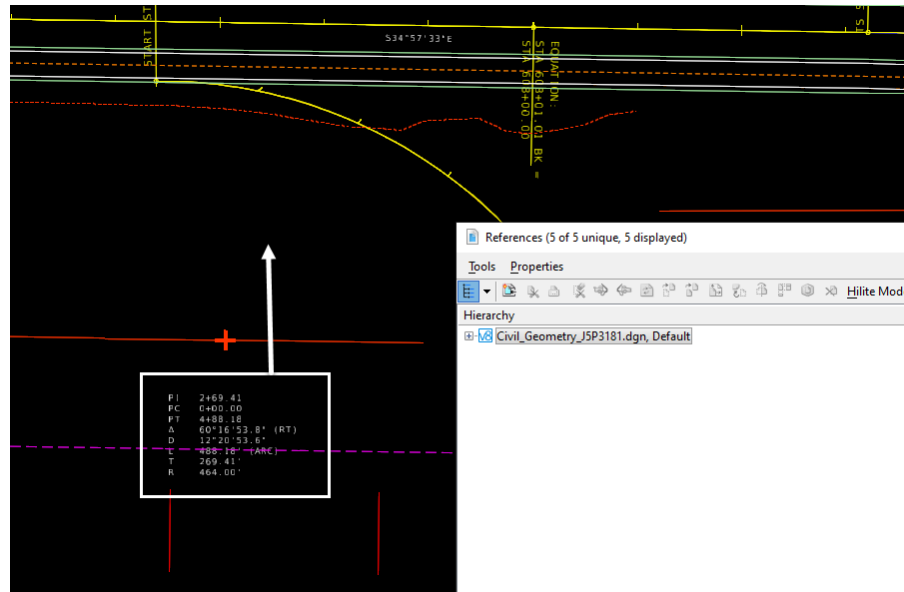 START ST
S34°57'33"E
EQUATION:
STA 603+01.01 BK =
STA 603+00.00
TS S
References (5 of 5 unique, 5 displayed)
Tools Properties
Hilite Mod
Hierarchy
Civil_Geometry_J5P3181.dgn, Default
PI 2+69.41
PC 0+00.00
PT 4+88.18
Δ 60°16'53.8" (RT)
D 12°20'53.6"
L 488.18' (ARC)
T 269.41'
R 464.00'